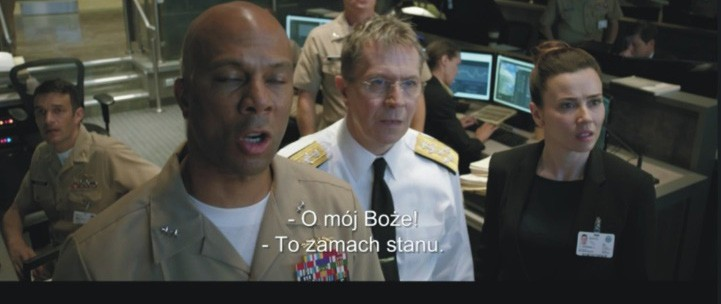 - O mój Boże!
- To zamach stanu.